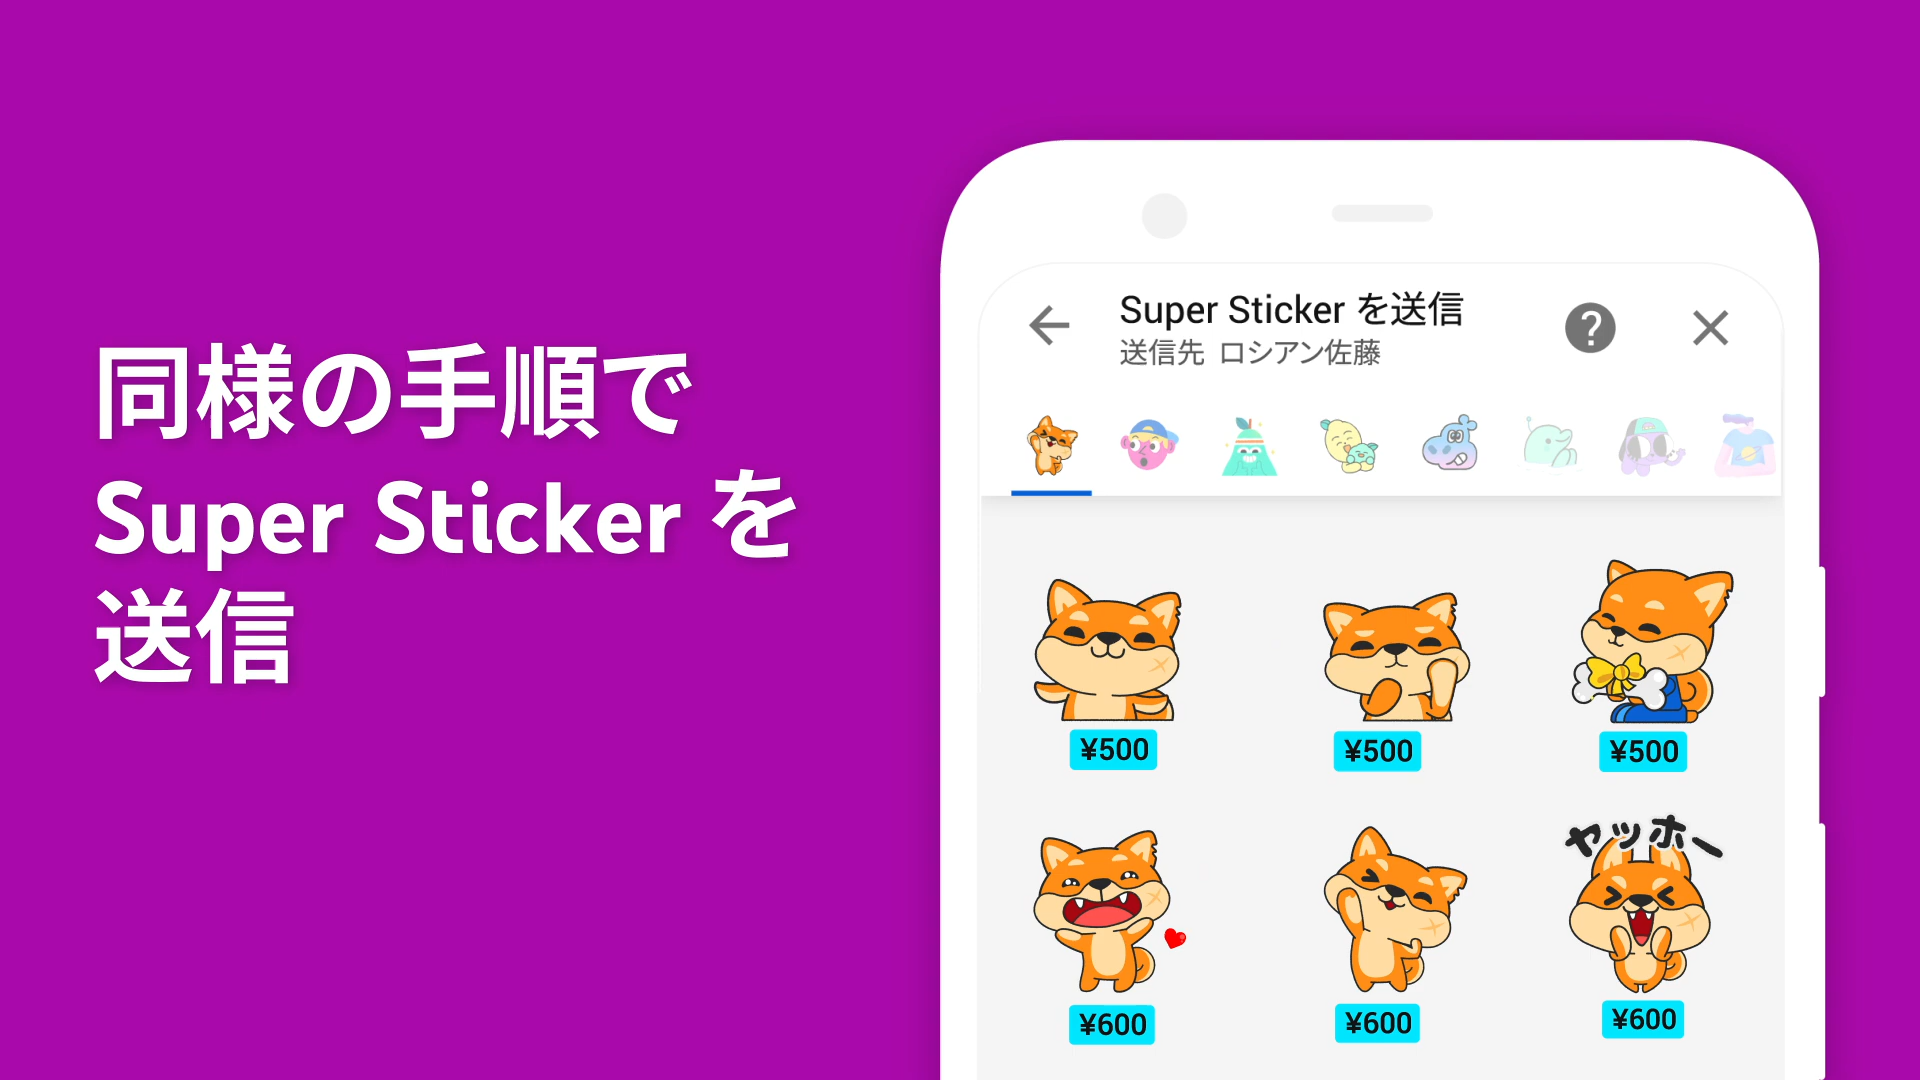 同様の手順で
Super Sticker を
送信
Super Sticker を送信
送信先 ロシアン佐藤
¥500
¥500
¥500
ヤッホー
¥600
¥600
¥600